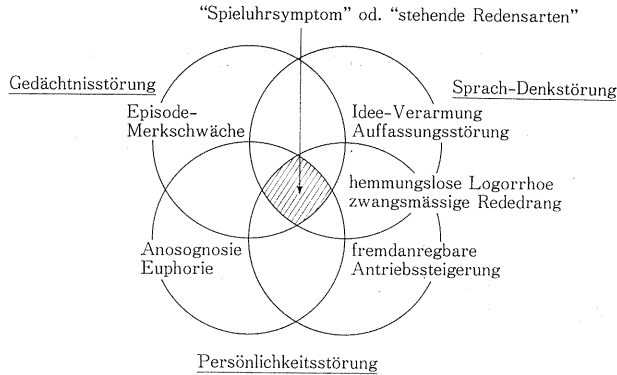 “Spieluhrsymptom” od. “stehende Redensarten”
Gedächtnisstörung
Sprach-Denkstörung
Episode-
Merkschwäche
Idee-Verarmung
Auffassungsstörung
hemmungslose Logorrhoe
zwangsmässige Rededrang
Anosognosie
Euphorie
fremdanregbare
Antriebssteigerung
Persönlichkeitsstörung